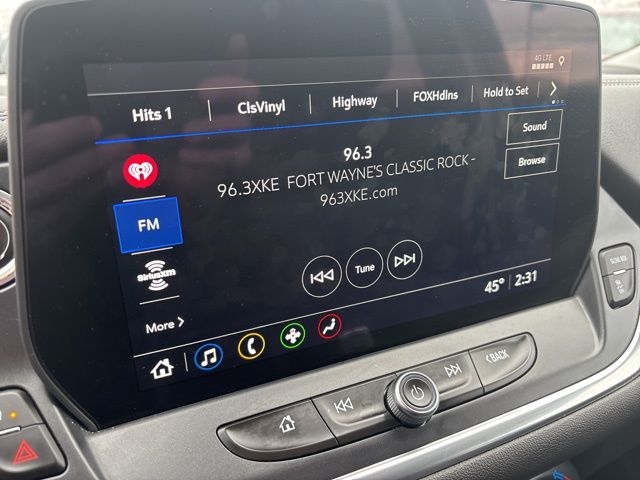 4G LTE
Hits 1
ClsVinyl
Highway
FOXHdlns
Hold to Set
Sound
96.3
Browse
96.3XKE FORT WAYNE'S CLASSIC ROCK -
963XKE.com
FM
SiriusXM
Tune
45° 2:31
More
BACK